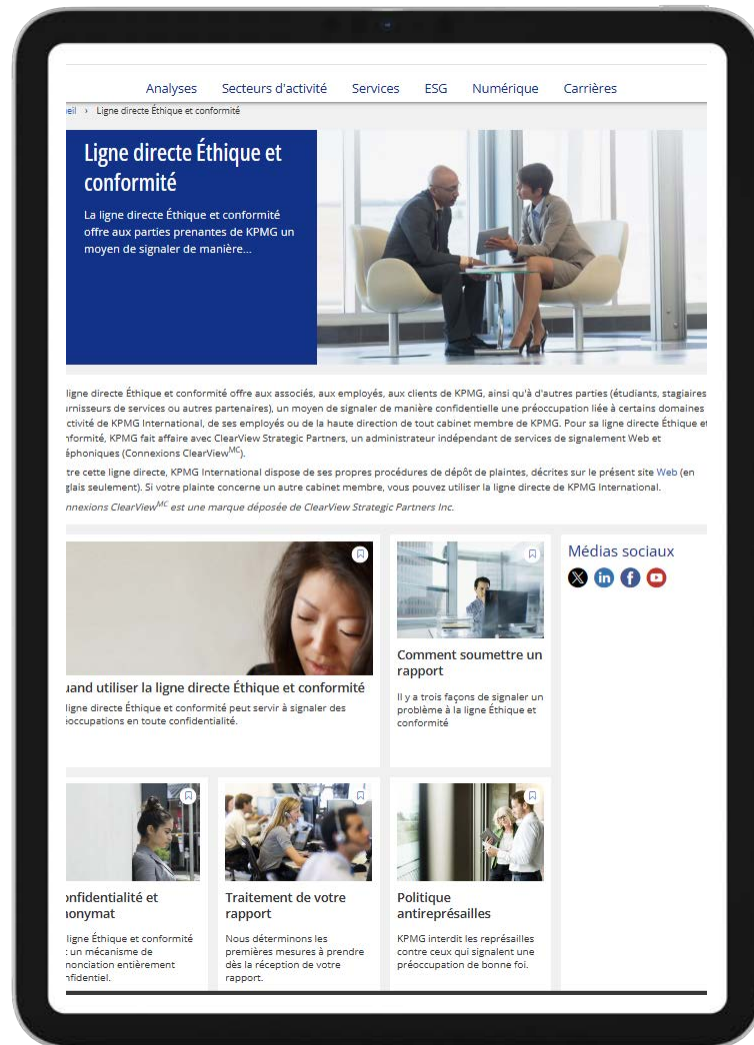 Analyses Secteurs d'activité Services ESG Numérique Carrières
› Ligne directe Éthique et conformité
Ligne directe Éthique et
conformité
La ligne directe Éthique et conformité
offre aux parties prenantes de KPMG un
moyen de signaler de manière...
ligne directe Éthique et conformité offre aux associés, aux employés, aux clients de KPMG, ainsi qu'à d'autres parties (étudiants, stagiaires
rnisseurs de services ou autres partenaires), un moyen de signaler de manière confidentielle une préoccupation liée à certains domaines
ctivité de KPMG International, de ses employés ou de la haute direction de tout cabinet membre de KPMG. Pour sa ligne directe Éthique et
nformité, KPMG fait affaire avec ClearView Strategic Partners, un administrateur indépendant de services de signalement Web et
éphoniques (Connexions ClearViewMC).
tre cette ligne directe, KPMG International dispose de ses propres procédures de dépôt de plaintes, décrites sur le présent site Web (en
glais seulement). Si votre plainte concerne un autre cabinet membre, vous pouvez utiliser la ligne directe de KPMG International.
nnexions ClearViewMC est une marque déposée de ClearView Strategic Partners Inc.
uand utiliser la ligne directe Éthique et conformité
ligne directe Éthique et conformité peut servir à signaler des
occupations en toute confidentialité.
Comment soumettre un
rapport
Il y a trois façons de signaler un
problème à la ligne Éthique et
conformité
Médias sociaux
onfidentialité et
nonymat
ligne Éthique et conformité
t un mécanisme de
nonciation entièrement
nfidentiel.
Traitement de votre
rapport
Nous déterminons les
premières mesures à prendre
dès la réception de votre
rapport.
Politique
antireprésailles
KPMG interdit les représailles
contre ceux qui signalent une
préoccupation de bonne foi.